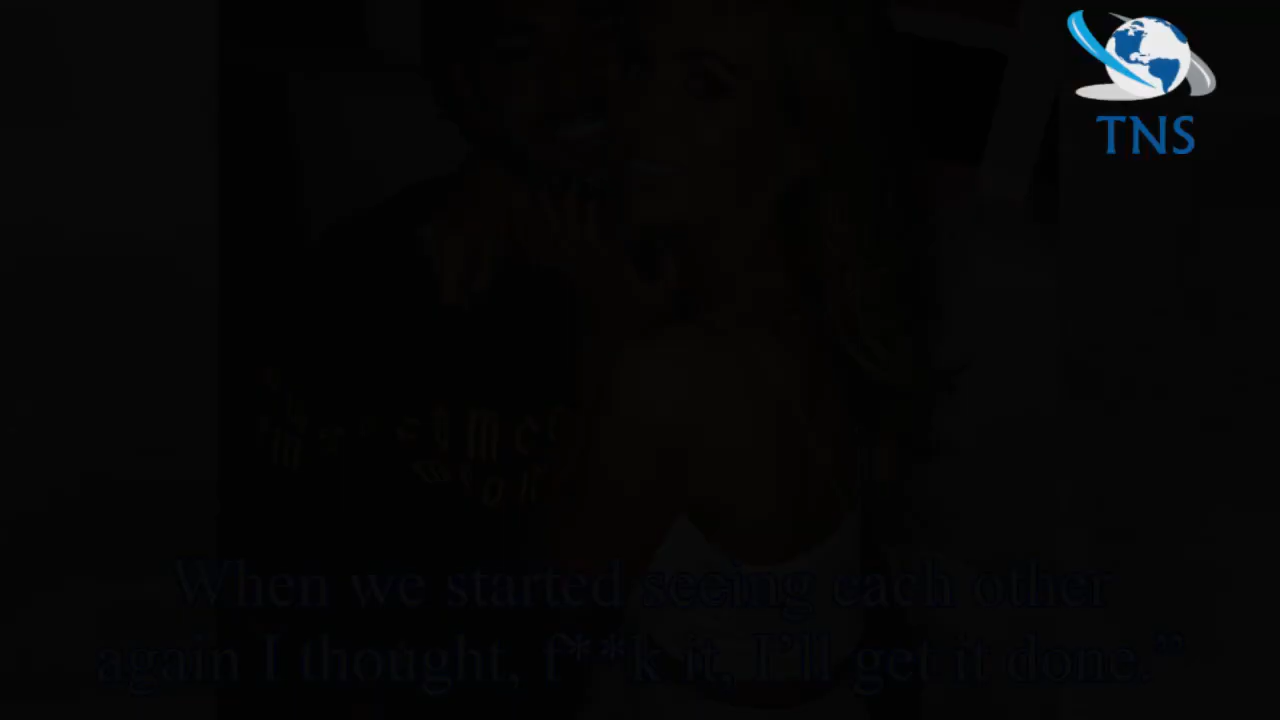 TNS
When we started seeing each other
again I thought, f**k it, I'll get it done.”